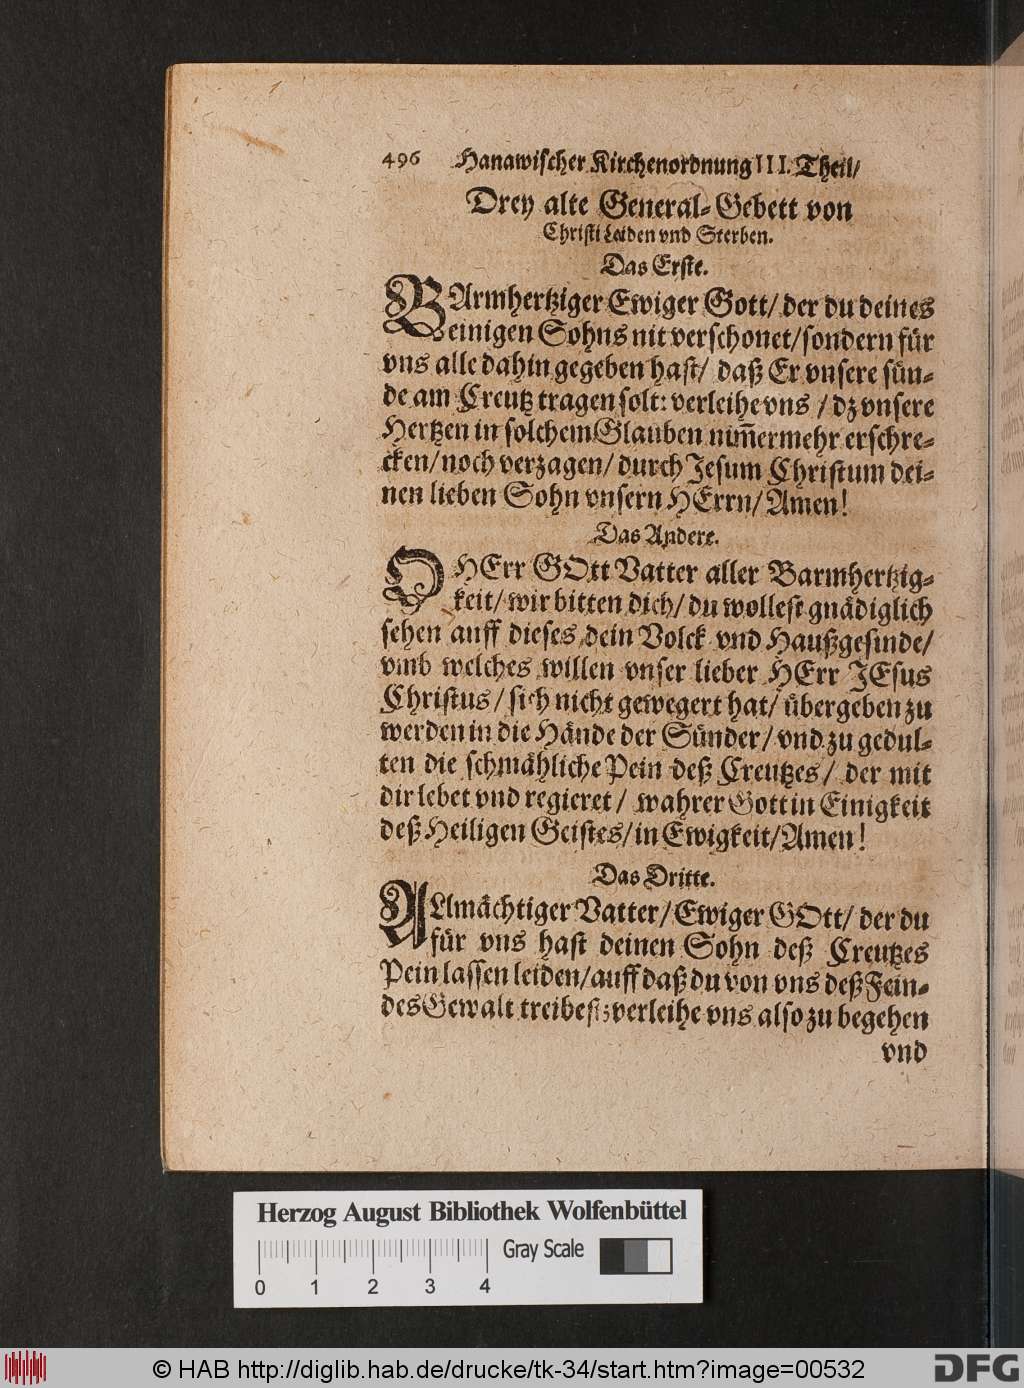 496 Hanawischer Kirchenordnung III. Theil/
Drey alte General-Gebett von
Christi Leiden vnd Sterben.
Das Erste.
BArmhertziger Ewiger Gott/ der du deines
einigen Sohns nit verschonet/ sondern für
vns alle dahin gegeben hast/ daß Er vnsere sün-
de am Creutz tragen solt: verleihe vns / dz vnsere
Hertzen in solchem Glauben nim̃ermehr erschre-
cken/ noch verzagen/ durch Jesum Christum dei-
nen lieben Sohn vnsern HErrn/ Amen!
Das Andere.
O HErr GOtt Vatter aller Barmhertzig-
keit/ wir bitten dich/ du wollest gnädiglich
sehen auff dieses dein Volck vnd Haußgesinde/
vmb welches willen vnser lieber HErr JEsus
Christus/ sich nicht gewegert hat/ übergeben zu
werden in die Hände der Sünder/ vnd zu gedul-
ten die schmähliche Pein deß Creutzes/ der mit
dir lebet vnd regieret/ wahrer Gott in Einigkeit
deß Heiligen Geistes/ in Ewigkeit/ Amen!
Das Dritte.
ALlmächtiger Vatter/ Ewiger GOtt/ der du
für vns hast deinen Sohn deß Creutzes
Pein lassen leiden/ auff daß du von vns deß Fein-
des Gewalt treibest: verleihe vns also zu begehen
vnd
Herzog August Bibliothek Wolfenbüttel
0 1 2 3 4 Gray Scale
© HAB http://diglib.hab.de/drucke/tk-34/start.htm?image=00532
DFG